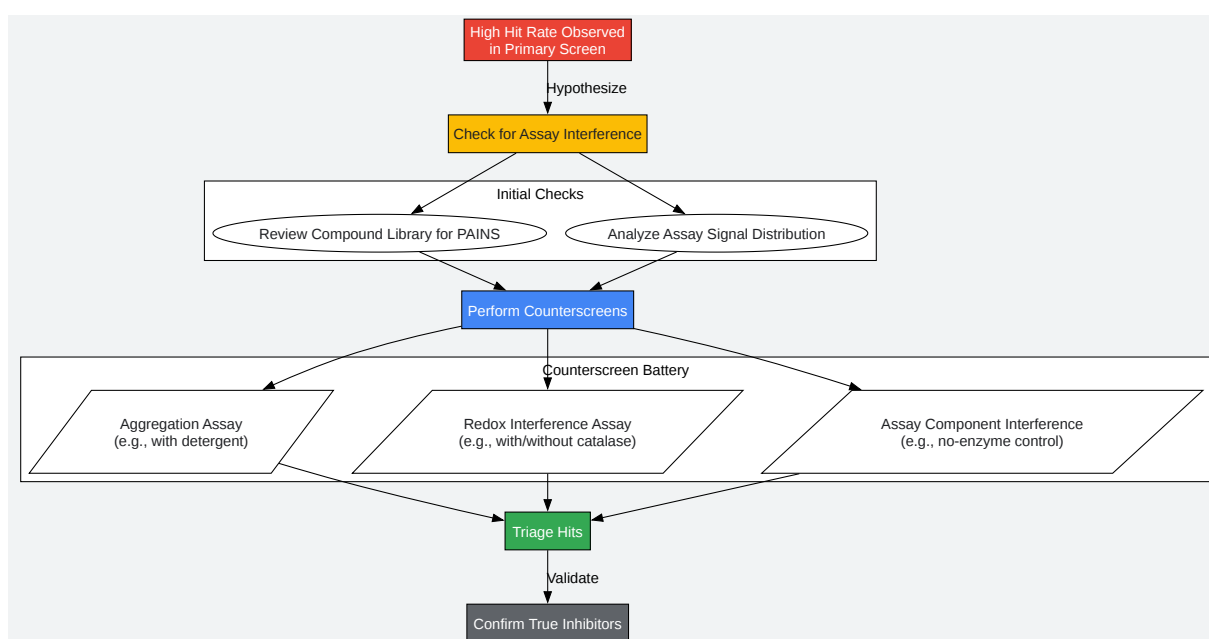 High Hit Rate Observed
in Primary Screen
Hypothesize
Check for Assay Interference
Initial Checks
Review Compound Library for PAINS
Analyze Assay Signal Distribution
Perform Counterscreens
Counterscreen Battery
Aggregation Assay
(e.g., with detergent)
Redox Interference Assay
(e.g., with/without catalase)
Assay Component Interference
(e.g., no-enzyme control)
Triage Hits
Validate
Confirm True Inhibitors